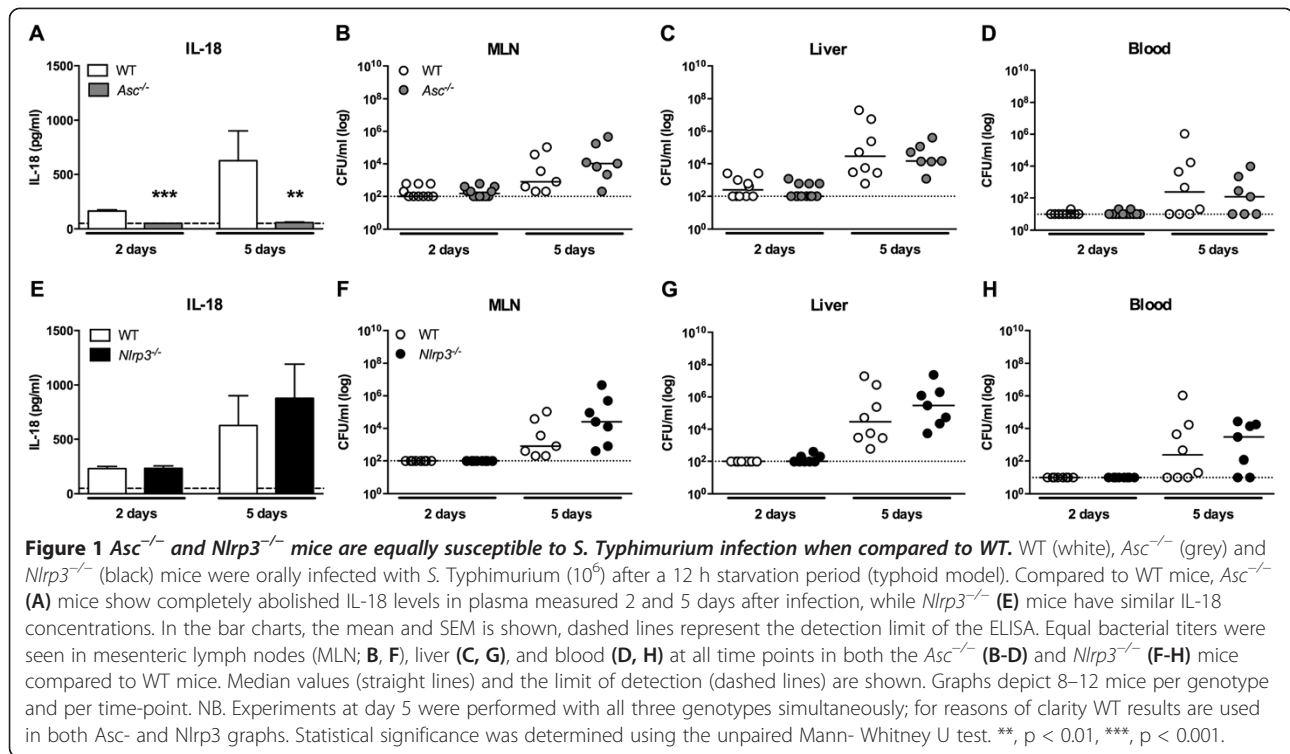 A
IL-18
WT
Asc-/-
IL-18 (pg/ml)
1500
1000
500
0
***
**
2 days
5 days
B
MLN
WT
Asc-/-
CFU/ml (log)
10^10
10^8
10^6
10^4
10^2
10^0
2 days
5 days
C
Liver
CFU/ml (log)
10^10
10^8
10^6
10^4
10^2
10^0
2 days
5 days
D
Blood
CFU/ml (log)
10^10
10^8
10^6
10^4
10^2
10^0
2 days
5 days
E
IL-18
WT
Nlrp3-/-
IL-18 (pg/ml)
1500
1000
500
0
2 days
5 days
F
MLN
WT
Nlrp3-/-
CFU/ml (log)
10^10
10^8
10^6
10^4
10^2
10^0
2 days
5 days
G
Liver
CFU/ml (log)
10^10
10^8
10^6
10^4
10^2
10^0
2 days
5 days
H
Blood
CFU/ml (log)
10^10
10^8
10^6
10^4
10^2
10^0
2 days
5 days
Figure 1 Asc−/− and Nlrp3−/− mice are equally susceptible to S. Typhimurium infection when compared to WT. WT (white), Asc−/− (grey) and
Nlrp3−/− (black) mice were orally infected with S. Typhimurium (10^6) after a 12 h starvation period (typhoid model). Compared to WT mice, Asc−/−
(A) mice show completely abolished IL-18 levels in plasma measured 2 and 5 days after infection, while Nlrp3−/− (E) mice have similar IL-18
concentrations. In the bar charts, the mean and SEM is shown, dashed lines represent the detection limit of the ELISA. Equal bacterial titers were
seen in mesenteric lymph nodes (MLN; B, F), liver (C, G), and blood (D, H) at all time points in both the Asc−/− (B-D) and Nlrp3−/− (F-H) mice
compared to WT mice. Median values (straight lines) and the limit of detection (dashed lines) are shown. Graphs depict 8–12 mice per genotype
and per time-point. NB. Experiments at day 5 were performed with all three genotypes simultaneously; for reasons of clarity WT results are used
in both Asc- and Nlrp3 graphs. Statistical significance was determined using the unpaired Mann- Whitney U test. **, p < 0.01, ***, p < 0.001.